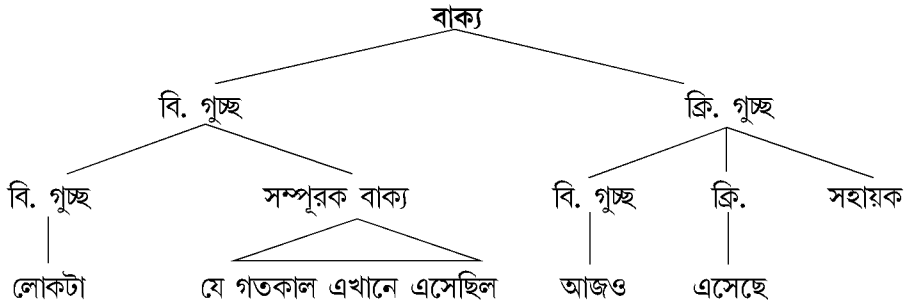 বাক্য
বি. গুচ্ছ ক্রি. গুচ্ছ
বি. গুচ্ছ সম্পূরক বাক্য বি. গুচ্ছ ক্রি. সহায়ক
লোকটা যে গতকাল এখানে এসেছিল আজও এসেছে